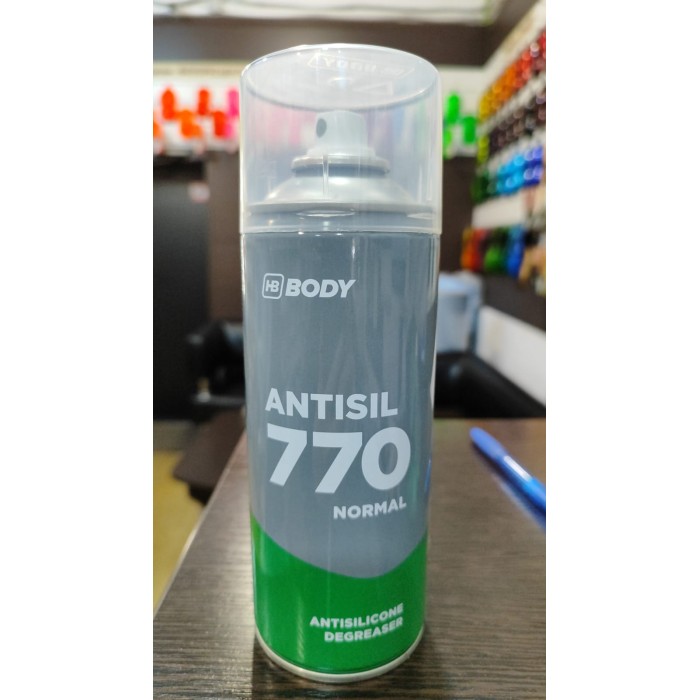 HB BODY
ANTISIL
770
NORMAL
ANTISILICONE
DEGREASER